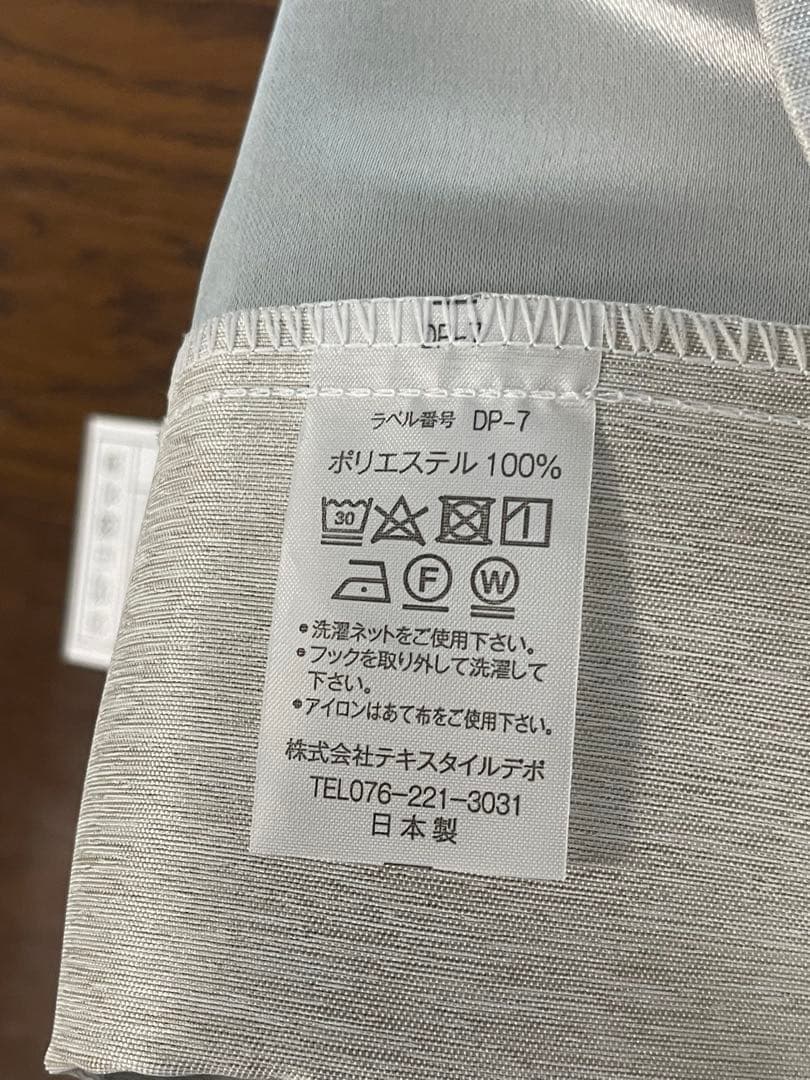 DP-7
ラベル番号 DP-7
ポリエステル 100%
30
F W
•洗濯ネットをご使用下さい。
•フックを取り外して洗濯して
下さい。
•アイロンはあて布をご使用下さい。
株式会社テキスタイルデポ
TEL076-221-3031
日本製